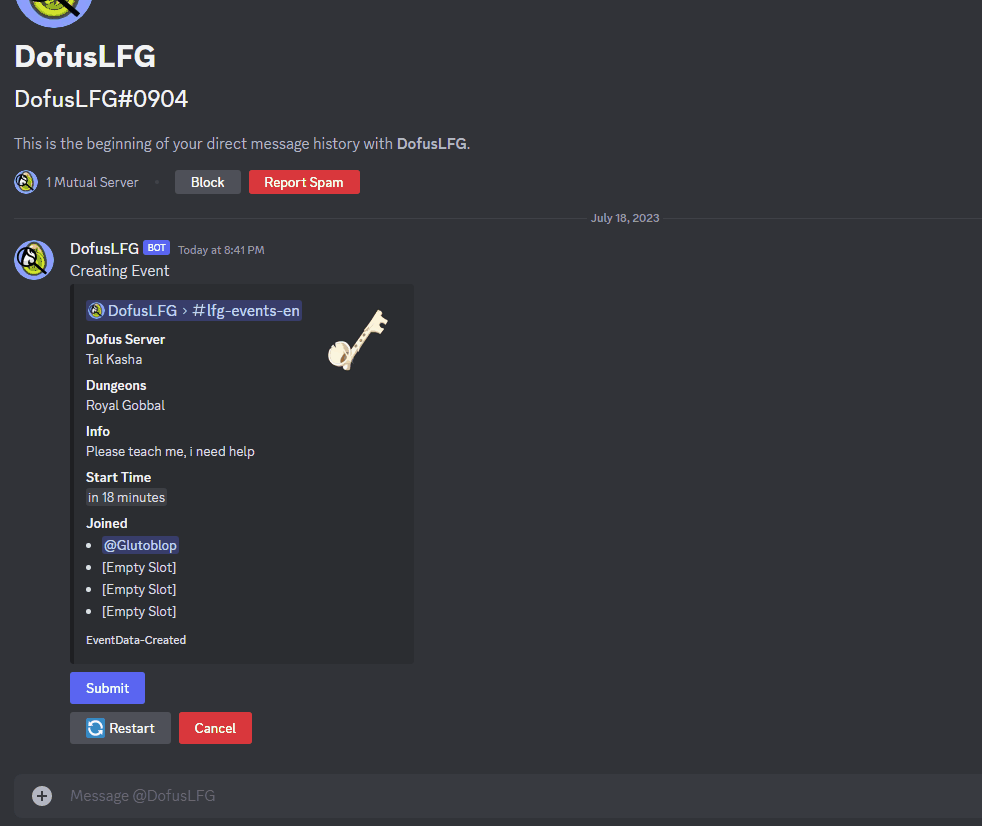 DofusLFG
DofusLFG#0904
This is the beginning of your direct message history with DofusLFG.
1 Mutual Server • Block Report Spam
July 18, 2023
DofusLFG BOT Today at 8:41 PM
Creating Event
DofusLFG › #lfg-events-en
Dofus Server
Tal Kasha
Dungeons
Royal Gobbal
Info
Please teach me, i need help
Start Time
in 18 minutes
Joined
• @Glutoblop
• [Empty Slot]
• [Empty Slot]
• [Empty Slot]
EventData-Created
Submit
Restart Cancel
Message @DofusLFG